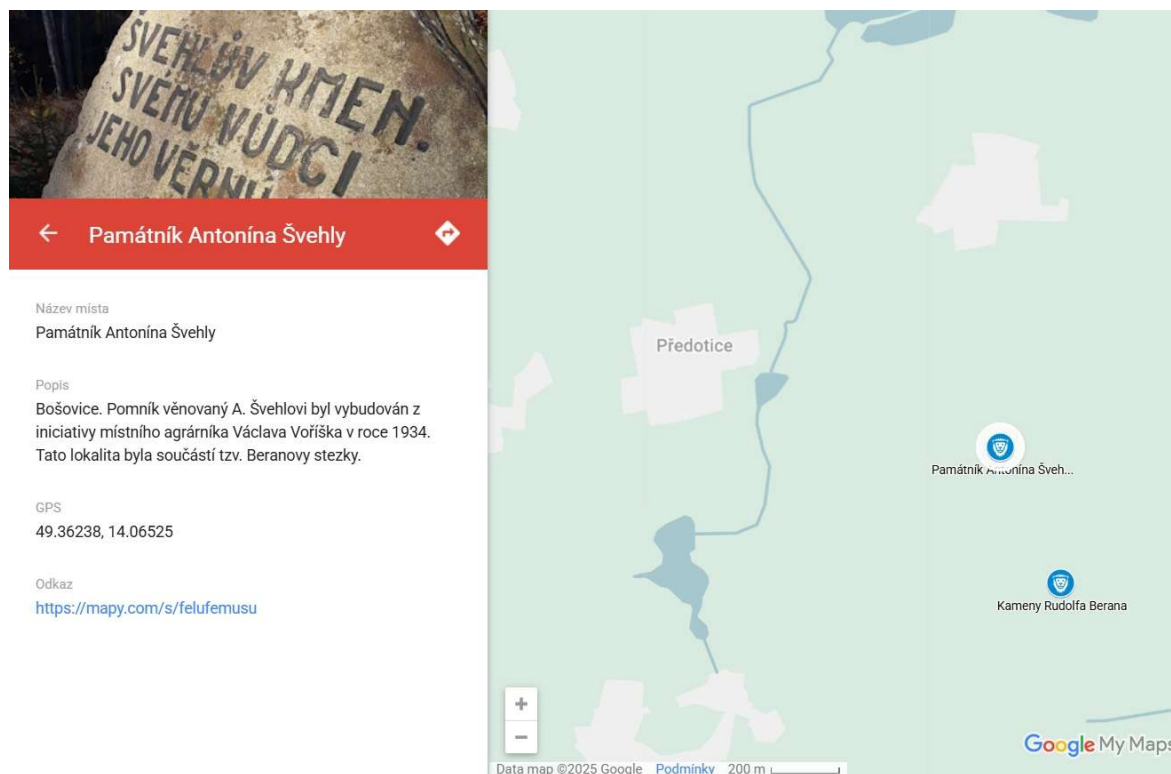 ŠVEHLŮV KMEN.
SVÉMU VŮDCI
JEHO VĚRNÍ
Památník Antonína Švehly
Název místa
Památník Antonína Švehly
Popis
Bošovice. Pomník věnovaný A. Švehlovi byl vybudován z
iniciativy místního agrárníka Václava Voříška v roce 1934.
Tato lokalita byla součástí tzv. Beranovy stezky.
GPS
49.36238, 14.06525
Odkaz
https://mapy.com/s/felufemusu
Předotice
Památník Antonína Šveh...
Kameny Rudolfa Berana
+
−
Google My Maps
Data map ©2025 Google Podmínky 200 m